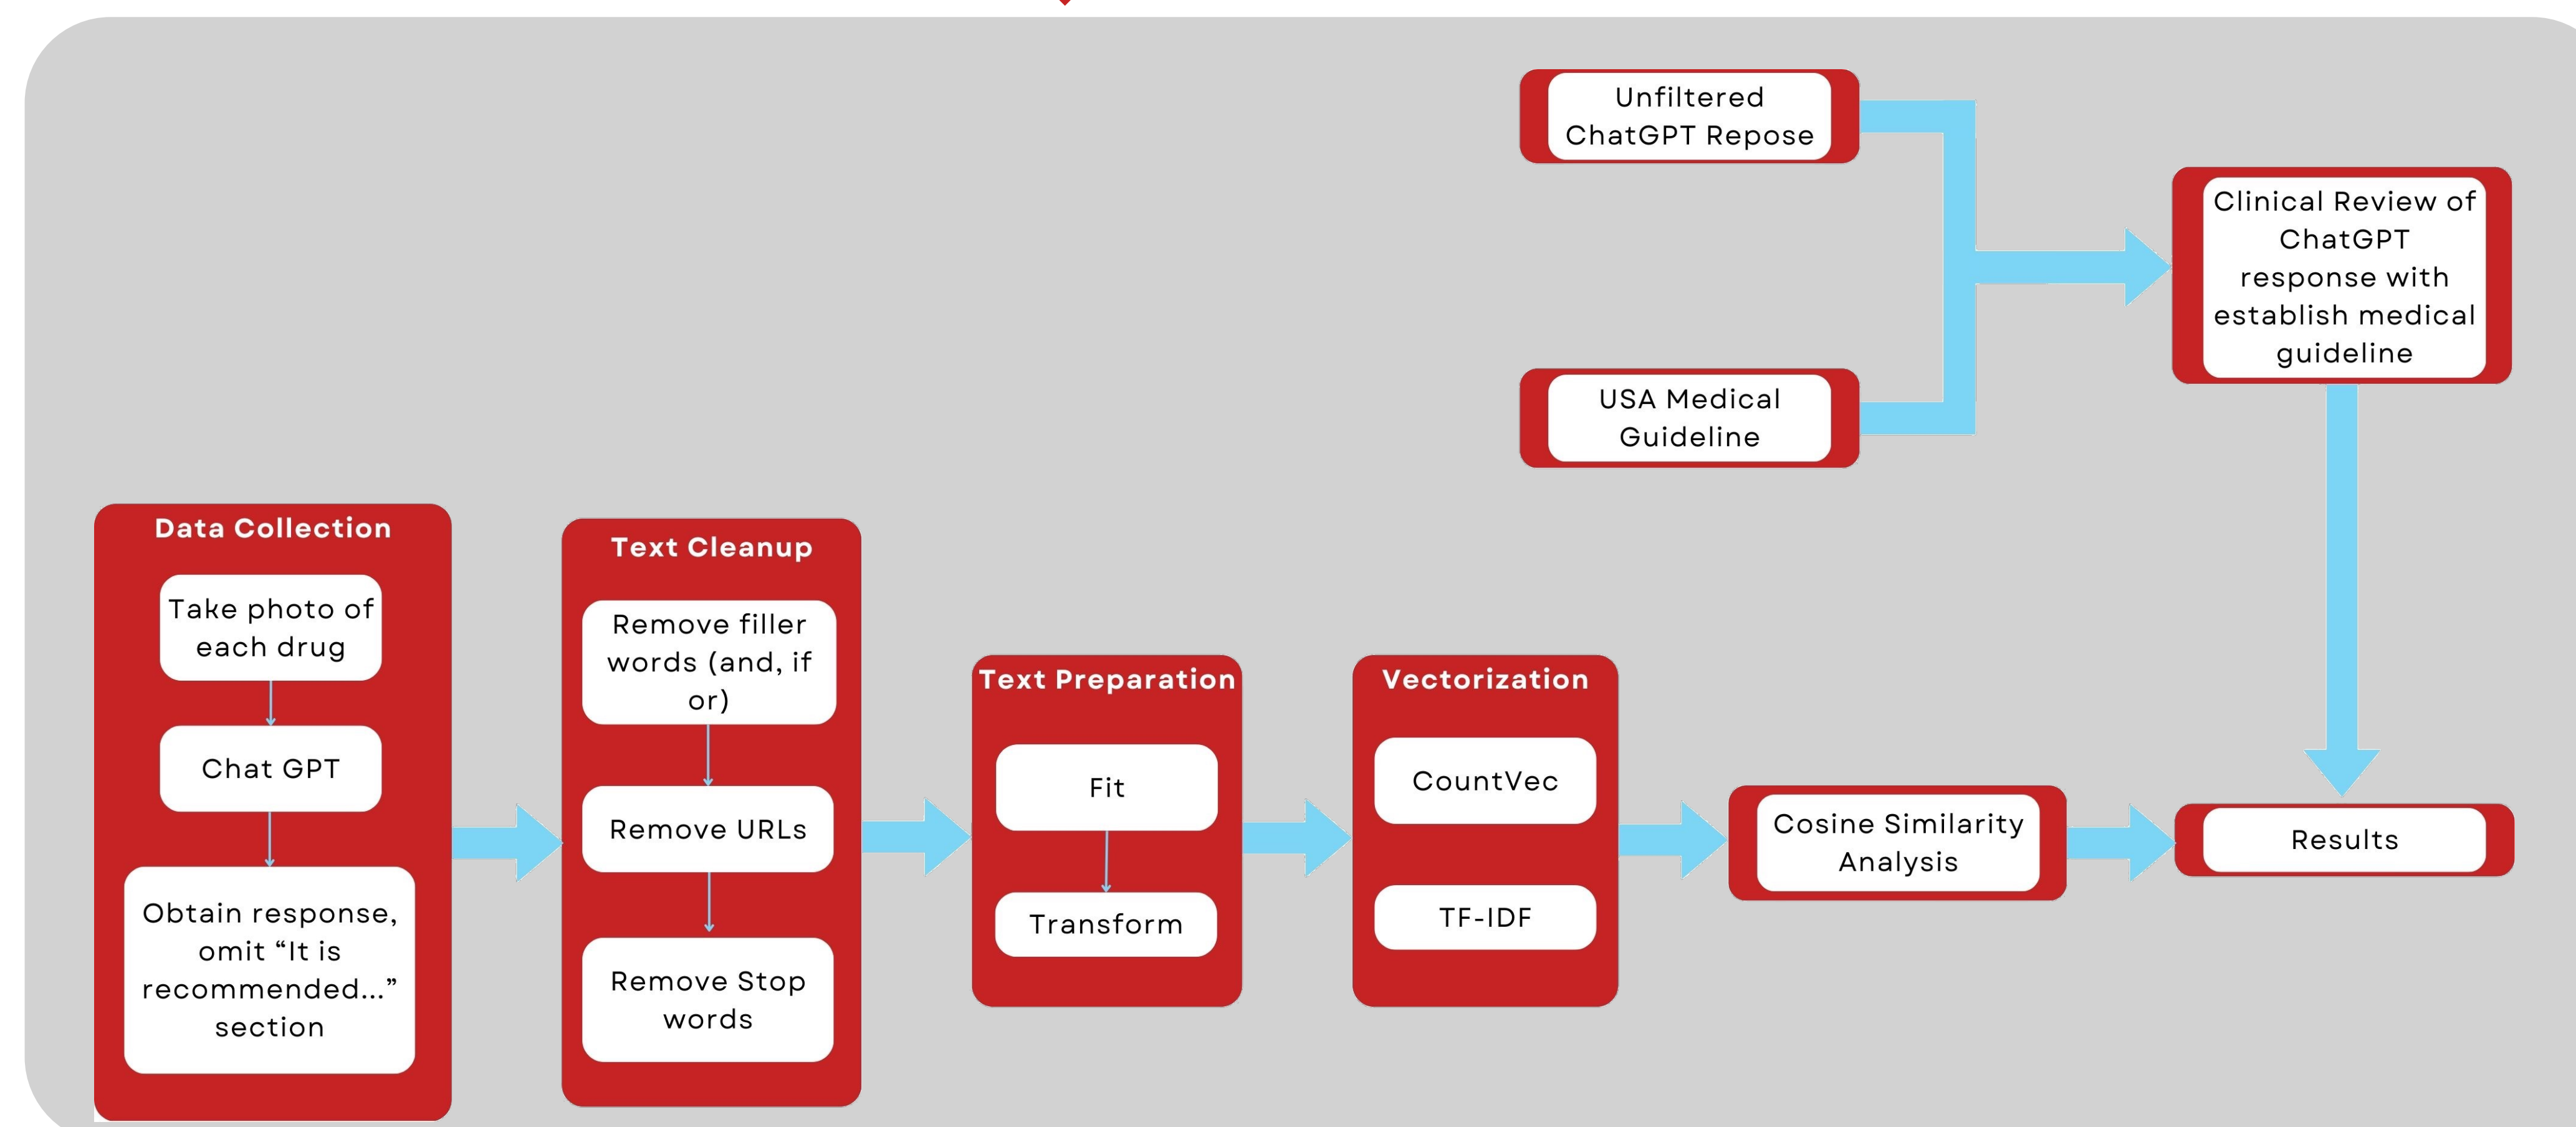 Unfiltered
ChatGPT Repose
Clinical Review of
ChatGPT
response with
establish medical
guideline
USA Medical
Guideline
Data Collection
Take photo of
each drug
Chat GPT
Obtain response,
omit “It is
recommended...”
section
Text Cleanup
Remove filler
words (and, if
or)
Remove URLs
Remove Stop
words
Text Preparation
Fit
Transform
Vectorization
CountVec
TF-IDF
Cosine Similarity
Analysis
Results